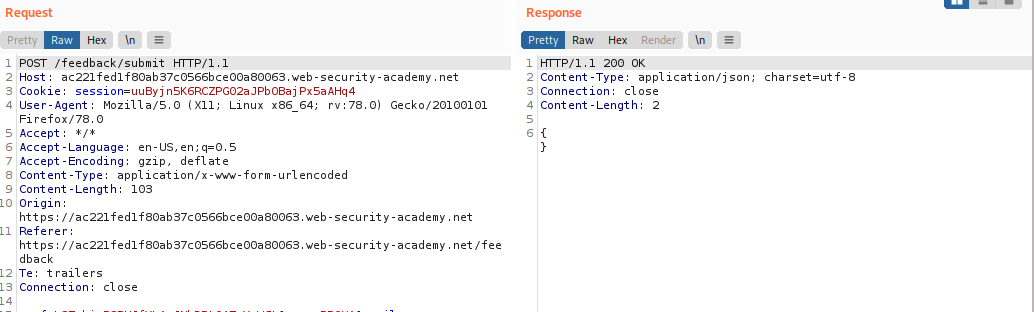 Request
Response
Pretty Raw Hex \n
Pretty Raw Hex Render \n
1 POST /feedback/submit HTTP/1.1
2 Host: ac221fed1f80ab37c0566bce00a80063.web-security-academy.net
3 Cookie: session=uuByjn5K6RCZPG02aJPbOBajPx5aAHq4
4 User-Agent: Mozilla/5.0 (X11; Linux x86_64; rv:78.0) Gecko/20100101
Firefox/78.0
5 Accept: */*
6 Accept-Language: en-US,en;q=0.5
7 Accept-Encoding: gzip, deflate
8 Content-Type: application/x-www-form-urlencoded
9 Content-Length: 103
10 Origin:
https://ac221fed1f80ab37c0566bce00a80063.web-security-academy.net
11 Referer:
https://ac221fed1f80ab37c0566bce00a80063.web-security-academy.net/fee
dback
12 Te: trailers
13 Connection: close
14
1 HTTP/1.1 200 OK
2 Content-Type: application/json; charset=utf-8
3 Connection: close
4 Content-Length: 2
5
6 {
}